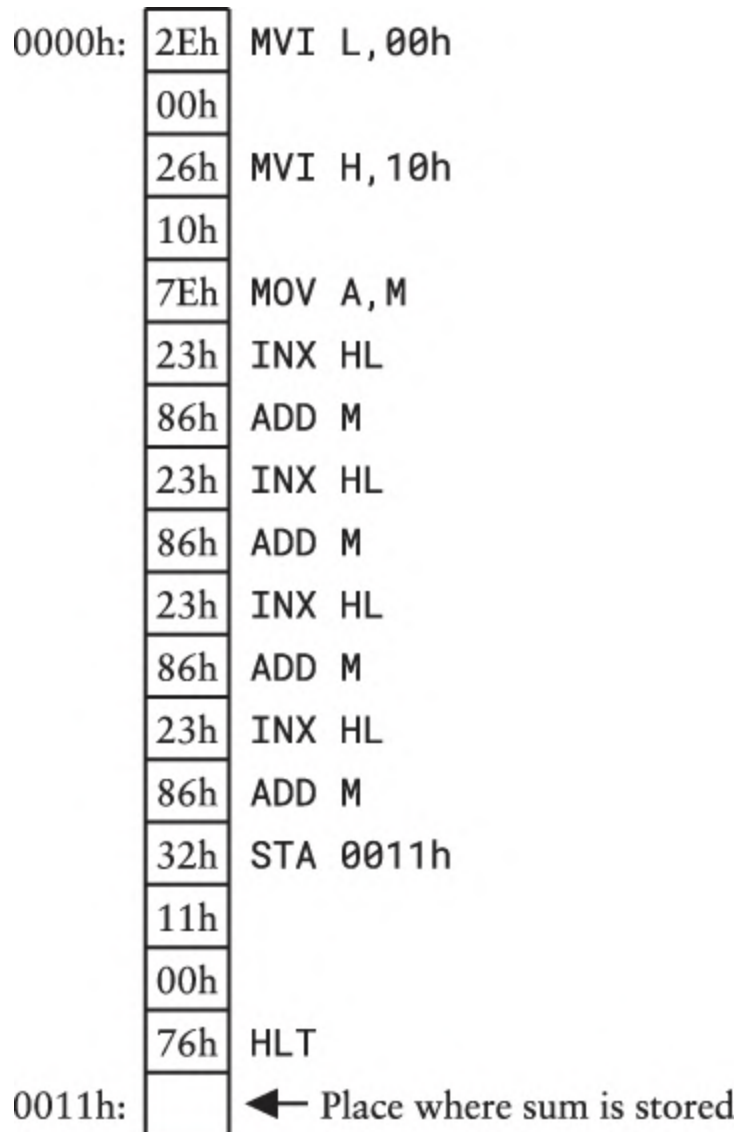 0000h: 2Eh MVI L,00h
00h
26h MVI H,10h
10h
7Eh MOV A,M
23h INX HL
86h ADD M
23h INX HL
86h ADD M
23h INX HL
86h ADD M
23h INX HL
86h ADD M
32h STA 0011h
11h
00h
76h HLT
0011h: Place where sum is stored